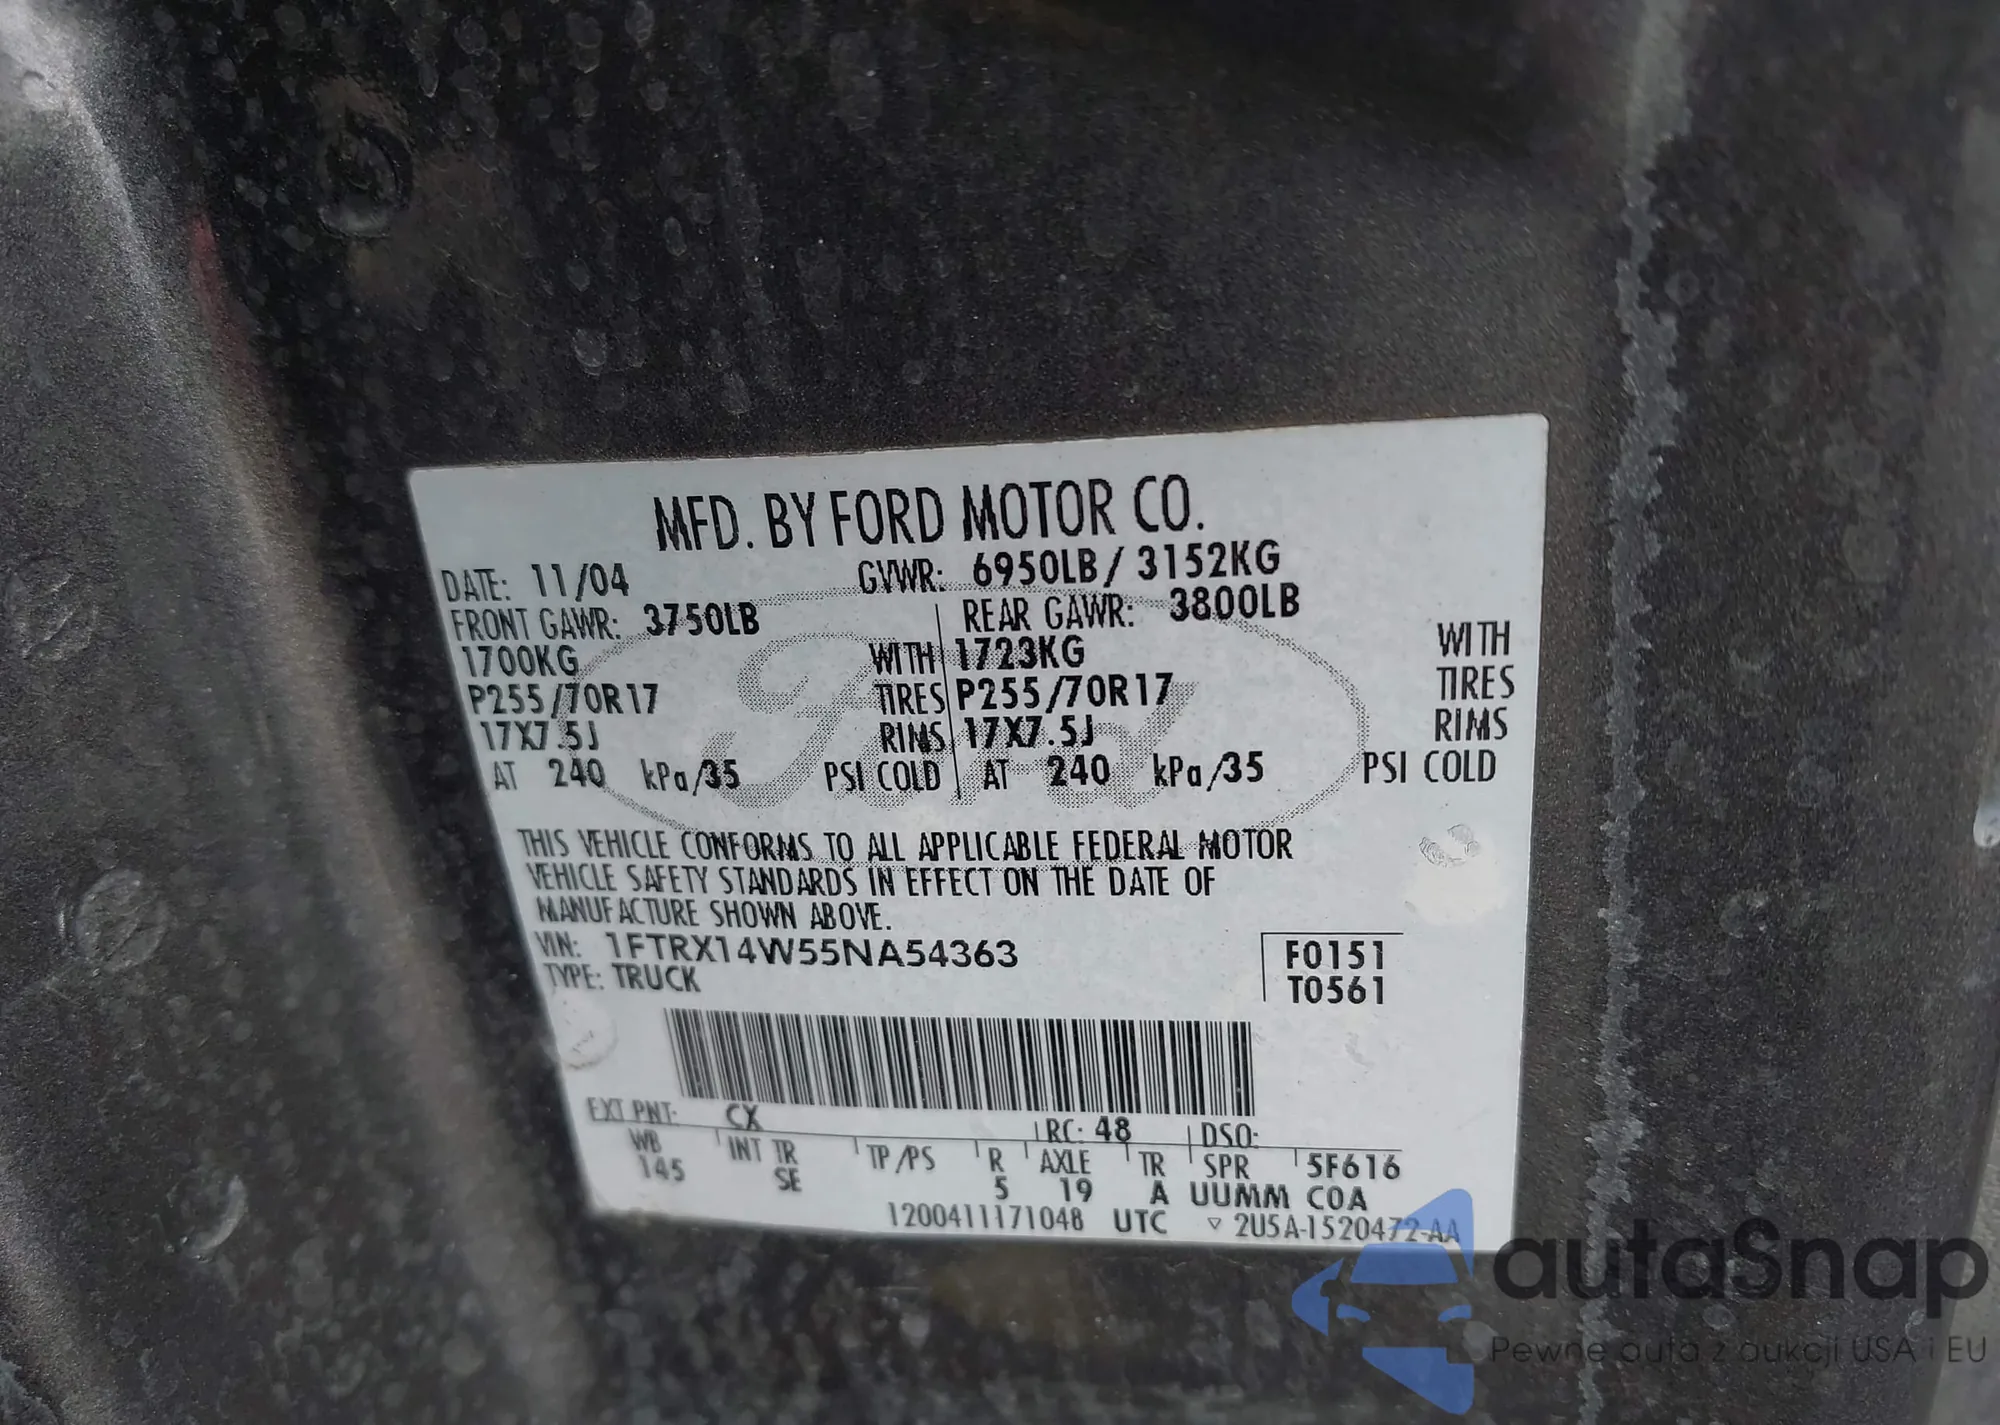 MFD. BY FORD MOTOR CO.
DATE: 11/04 GVWR: 6950LB / 3152KG
FRONT GAWR: 3750LB REAR GAWR: 3800LB
1700KG WITH 1723KG WITH
P255/70R17 TIRES P255/70R17 TIRES
17X7.5J RIMS 17X7.5J RIMS
AT 240 kPa/35 PSI COLD AT 240 kPa/35 PSI COLD
THIS VEHICLE CONFORMS TO ALL APPLICABLE FEDERAL MOTOR
VEHICLE SAFETY STANDARDS IN EFFECT ON THE DATE OF
MANUFACTURE SHOWN ABOVE.
VIN: 1FTRX14W55NA54363 F0151
TYPE: TRUCK T0561
EXT PNT: CX RC: 48 DSO:
WB INT TR TP/PS R AXLE TR SPR 5F616
145 SE 5 19 A UUMM COA
1200411171048 UTC ▽ 2U5A-1520472-AA
Ford
autaSnap
Pewne auta z aukcji USA i EU